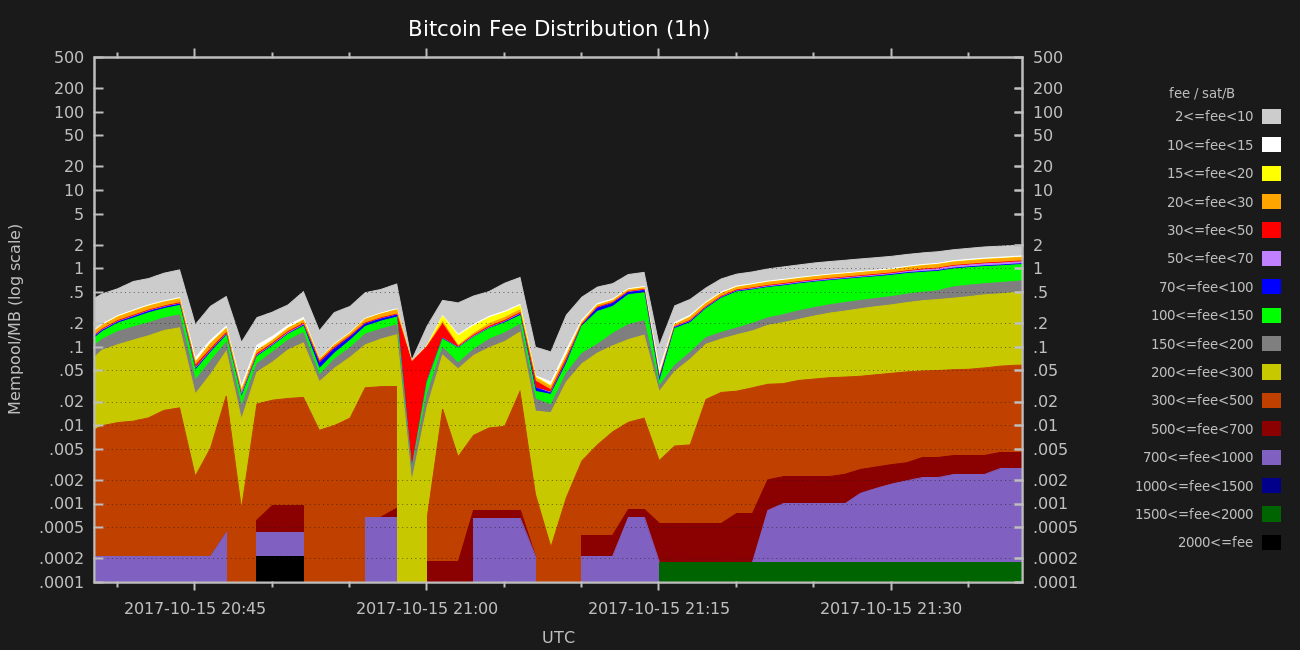 Bitcoin Fee Distribution (1h)
Mempool/MB (log scale)
500
200
100
50
20
10
5
2
1
.5
.2
.1
.05
.02
.01
.005
.002
.001
.0005
.0002
.0001
500
200
100
50
20
10
5
2
1
.5
.2
.1
.05
.02
.01
.005
.002
.001
.0005
.0002
.0001
2017-10-15 20:45
2017-10-15 21:00
2017-10-15 21:15
2017-10-15 21:30
UTC
fee / sat/B
2<=fee<10
10<=fee<15
15<=fee<20
20<=fee<30
30<=fee<50
50<=fee<70
70<=fee<100
100<=fee<150
150<=fee<200
200<=fee<300
300<=fee<500
500<=fee<700
700<=fee<1000
1000<=fee<1500
1500<=fee<2000
2000<=fee